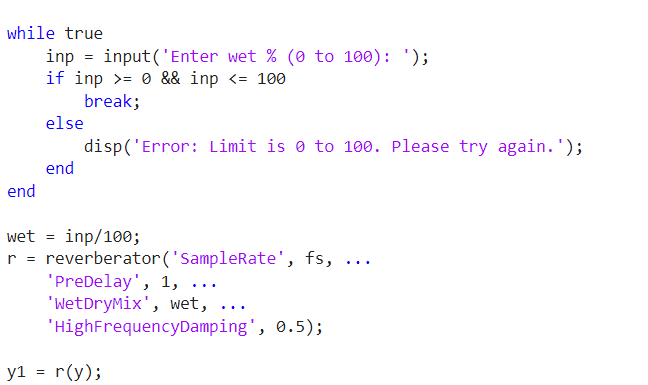 while true
    inp = input('Enter wet % (0 to 100): ');
    if inp >= 0 && inp <= 100
        break;
    else
        disp('Error: Limit is 0 to 100. Please try again.');
    end
end
wet = inp/100;
r = reverberator('SampleRate', fs, ...
    'PreDelay', 1, ...
    'WetDryMix', wet, ...
    'HighFrequencyDamping', 0.5);
y1 = r(y);